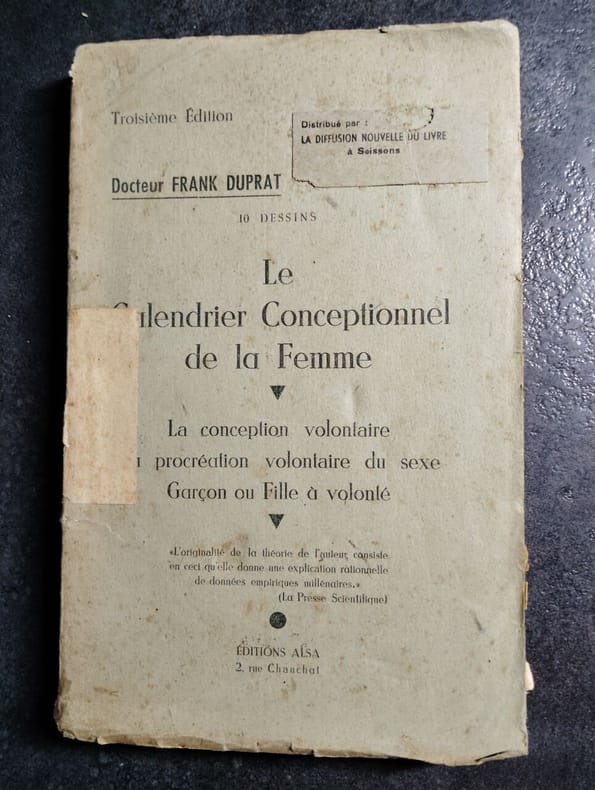 Troisième Édition
Distribué par :
LA DIFFUSION NOUVELLE DU LIVRE
à Soissons
Docteur FRANK DUPRAT
10 DESSINS
Le
alendrier Conceptionnel
de la Femme
La conception volontaire
procréation volontaire du sexe
Garçon ou Fille à volonté
«L'originalité de la théorie de l'auteur consiste
en ceci qu'elle donne une explication rationnelle
de données empiriques millénaires.»
(La Presse Scientifique)
ÉDITIONS ALSA
2, rue Chauchat